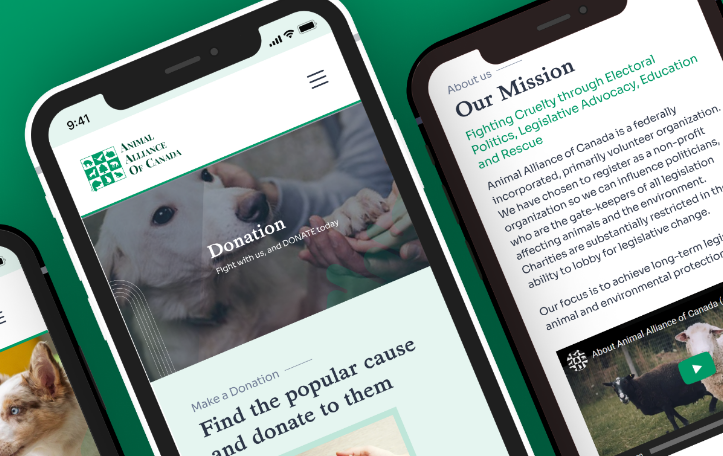 9:41
ANIMAL
ALLIANCE
OF CANADA
Donation
Fight with us, and DONATE today
Make a Donation
Find the popular cause
and donate to them
About us
Our Mission
Fighting Cruelty through Electoral
Politics, Legislative Advocacy, Education
and Rescue
Animal Alliance of Canada is a federally
incorporated, primarily volunteer organization.
We have chosen to register as a non-profit
organization so we can influence politicians,
who are the gate-keepers of all legislation
affecting animals and the environment.
Charities are substantially restricted in th
ability to lobby for legislative change.
Our focus is to achieve long-term legi
animal and environmental protection
About Animal Alliance of Canada (